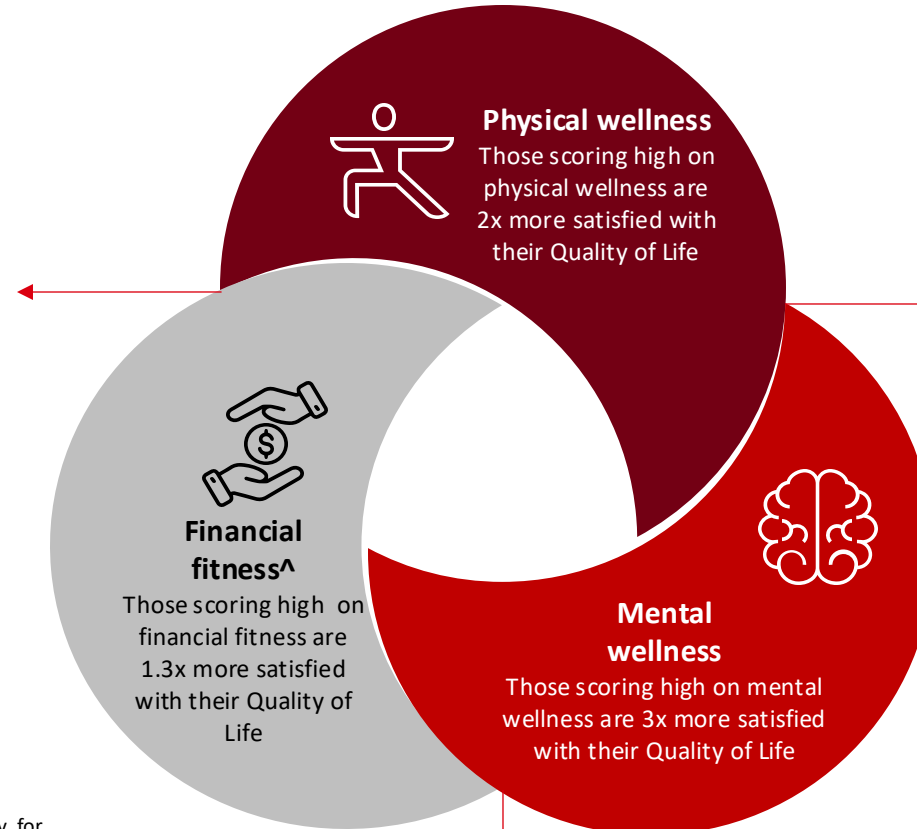 Physical wellness
Those scoring high on
physical wellness are
2x more satisfied with
their Quality of Life
$
Financial
fitness^
Those scoring high on
financial fitness are
1.3x more satisfied
with their Quality of
Life
Mental
wellness
Those scoring high on mental
wellness are 3x more satisfied
with their Quality of Life
for